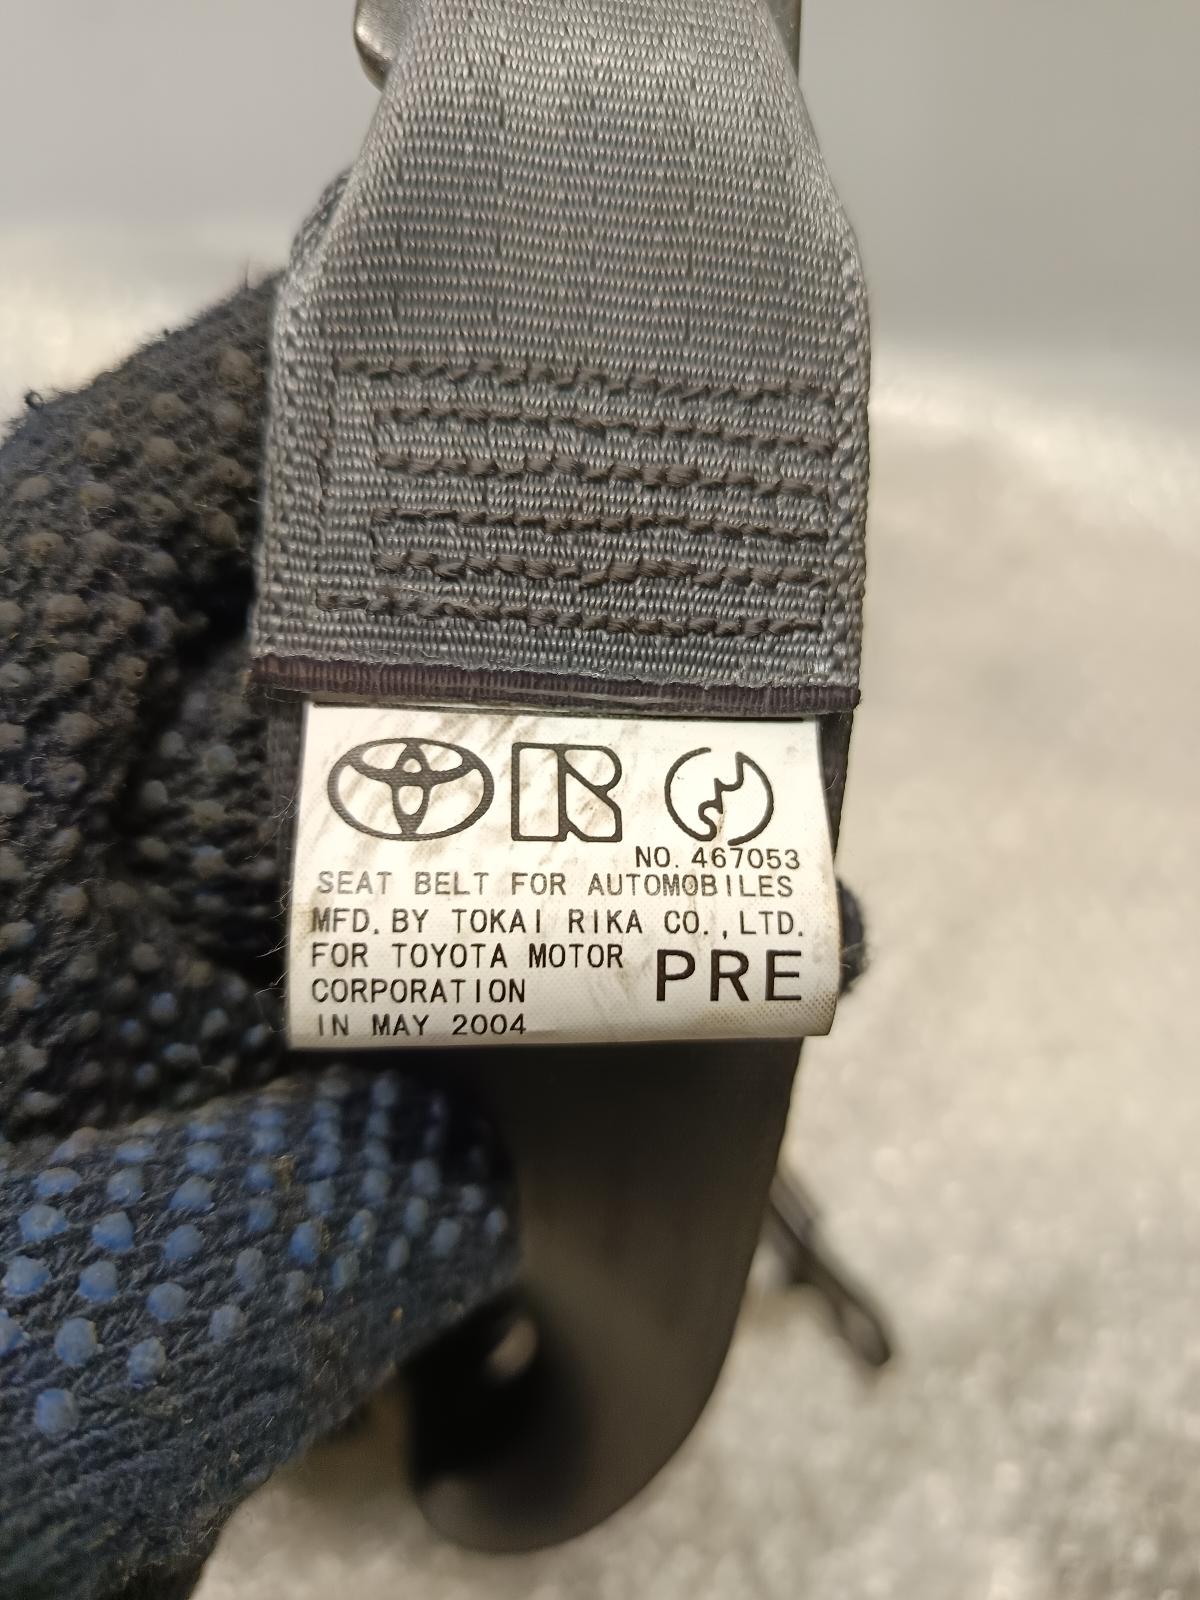 NO. 467053
SEAT BELT FOR AUTOMOBILES
MFD. BY TOKAI RIKA CO., LTD.
FOR TOYOTA MOTOR PRE
CORPORATION
IN MAY 2004